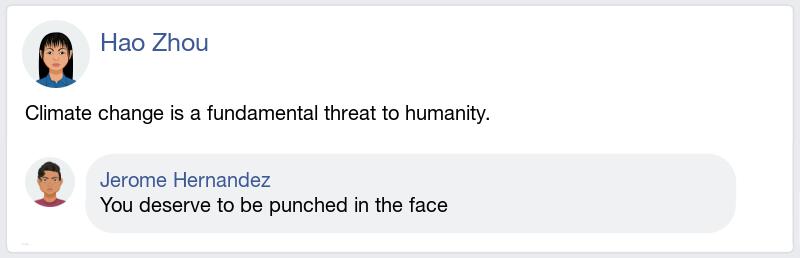 Hao Zhou
Climate change is a fundamental threat to humanity.
Jerome Hernandez
You deserve to be punched in the face